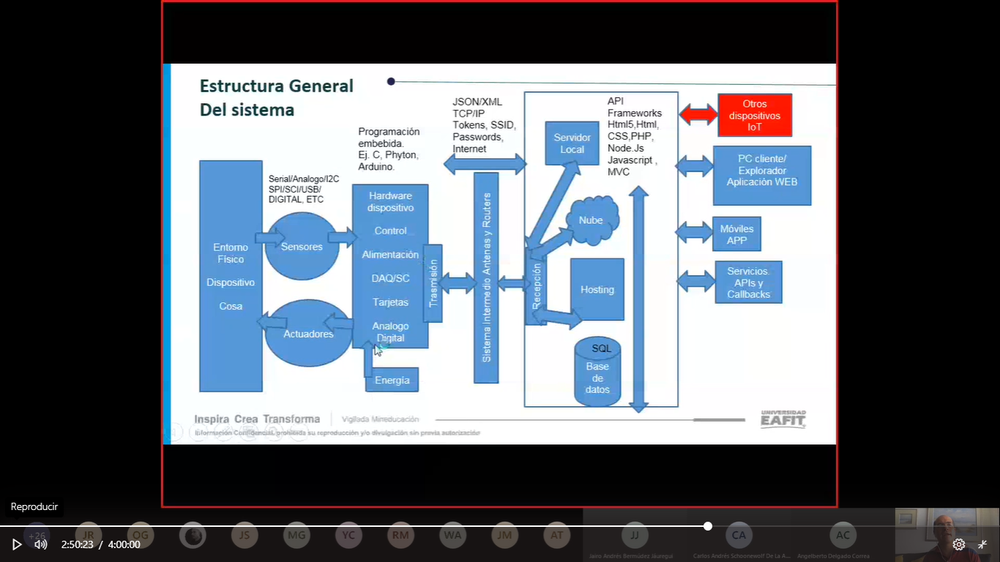 Estructura General
Del sistema
Programación
embebida.
Ej. C, Phyton,
Arduino.
JSON/XML
TCP/IP
Tokens, SSID,
Passwords,
Internet
API
Frameworks
Html5,Html,
CSS,PHP,
Node.Js
Javascript ,
MVC
Serial/Analogo/I2C
SPI/SCI/USB/
DIGITAL, ETC
Entorno
Físico
Dispositivo
Cosa
Sensores
Actuadores
Hardware
dispositivo
Control
Alimentación
DAQ/SC
Tarjetas
Analogo
Digital
Energía
Trasmisión
Sistema Intermedio Antenas y Routers
Recepción
Servidor
Local
Nube
Hosting
SQL
Base
de
datos
Otros
dispositivos
IoT
PC cliente/
Explorador
Aplicación WEB
Móviles
APP
Servicios.
APIs y
Callbacks
Inspira Crea Transforma
Vigilada Mineducación
Información Confidencial, prohibida su reproducción y/o divulgación sin previa autorización
UNIVERSIDAD
EAFIT
Reproducir
+26
JR
OG
JS
MG
YC
RM
WA
JM
AT
JJ
CA
AC
Jairo Andrés Bermúdez Jauregui
Carlos Andrés Schoonewolf De La A...
Angelberto Delgado Correa
2:50:23 / 4:00:00